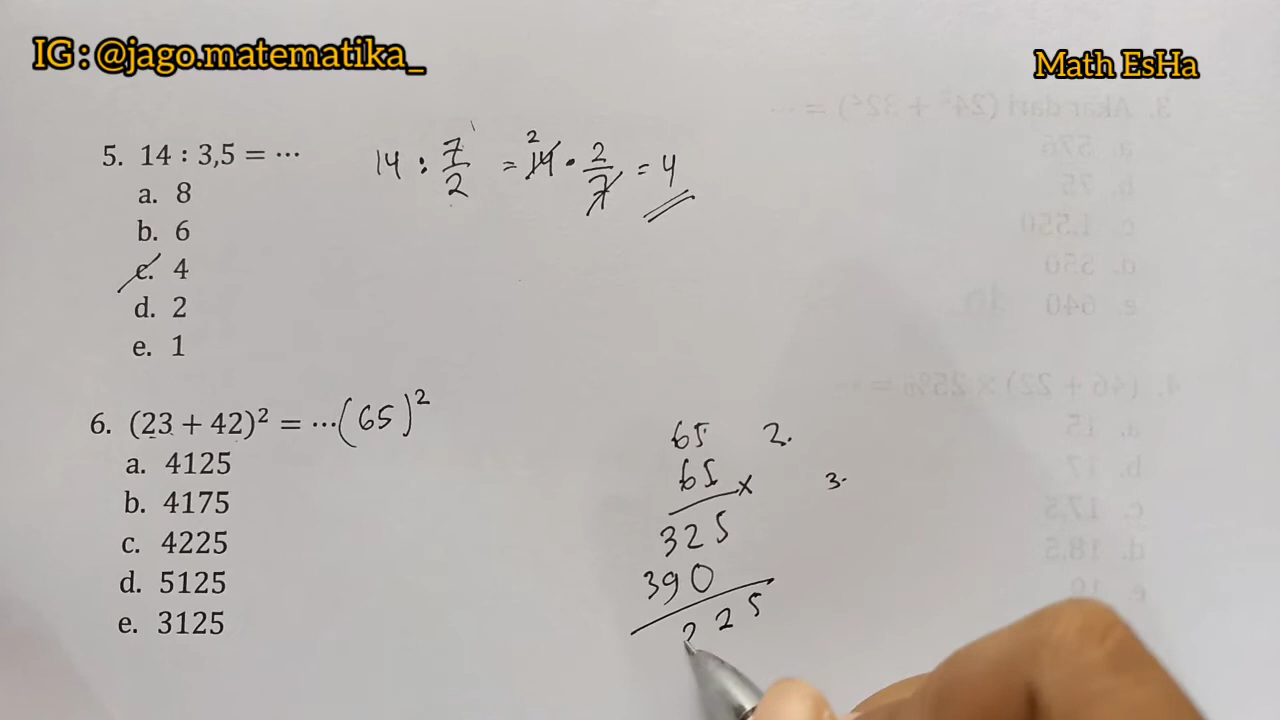 IG : @jago.matematika_
Math EsHa
5. 14 : 3,5 = ⋯ 14 : 7/2 = 14 · 2/7 = 4
a. 8
b. 6
c. 4
d. 2
e. 1
6. (23 + 42)² = ⋯ (65)²
a. 4125
b. 4175
c. 4225
d. 5125
e. 3125
65 2.
65 × 3.
325
390
2 2 5